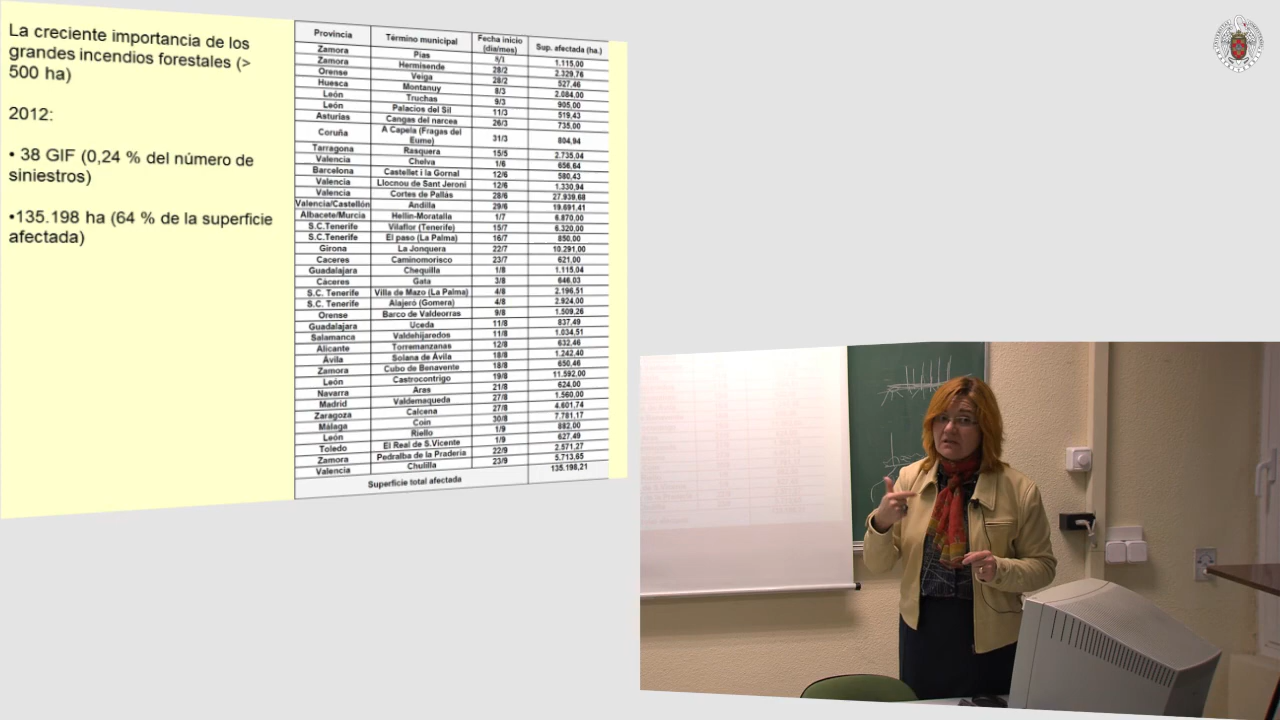 La creciente importancia de los
grandes incendios forestales (>
500 ha)
2012:
• 38 GIF (0,24 % del número de
siniestros)
•135.198 ha (64 % de la superficie
afectada)
Provincia Término municipal Fecha inicio (dia/mes) Sup. afectada (ha.)
Zamora Pias 8/1 1.115,00
Zamora Hermisende 28/2 2.329,76
Orense Veiga 28/2 527,46
Huesca Montanuy 8/3 2.084,00
León Truchas 9/3 905,00
León Palacios del Sil 11/3 519,43
Asturias Cangas del narcea 26/3 735,00
Coruña A Capela (Fragas del Eume) 31/3 804,94
Tarragona Rasquera 15/5 2.735,04
Valencia Chelva 1/6 656,64
Barcelona Castellet i la Gornal 12/6 580,43
Valencia Llocnou de Sant Jeroni 12/6 1.330,94
Valencia Cortes de Pallás 28/6 27.939,68
Valencia/Castellón Andilla 29/6 19.691,41
Albacete/Murcia Hellin-Moratalla 1/7 6.870,00
S.C.Tenerife Vilaflor (Tenerife) 15/7 6.320,00
S.C.Tenerife El paso (La Palma) 16/7 850,00
Girona La Jonquera 22/7 10.291,00
Caceres Caminomorisco 23/7 621,00
Guadalajara Chequilla 1/8 1.115,04
Cáceres Gata 3/8 646,03
S.C. Tenerife Villa de Mazo (La Palma) 4/8 2.196,51
S.C. Tenerife Alajeró (Gomera) 4/8 2.924,00
Orense Barco de Valdeorras 9/8 1.509,26
Guadalajara Uceda 11/8 837,49
Salamanca Valdehijaredos 11/8 1.034,51
Alicante Torremanzanas 12/8 632,46
Ávila Solana de Ávila 18/8 1.242,40
Zamora Cubo de Benavente 18/8 650,46
León Castrocontrigo 19/8 11.592,00
Navarra Aras 21/8 624,00
Madrid Valdemaqueda 27/8 1.560,00
Zaragoza Calcena 27/8 4.601,74
Málaga Coin 30/8 7.781,17
León Riello 1/9 882,00
Toledo El Real de S.Vicente 1/9 627,49
Zamora Pedralba de la Pradería 22/9 2.571,27
Valencia Chulilla 23/9 5.713,65
Superficie total afectada 135.198,21